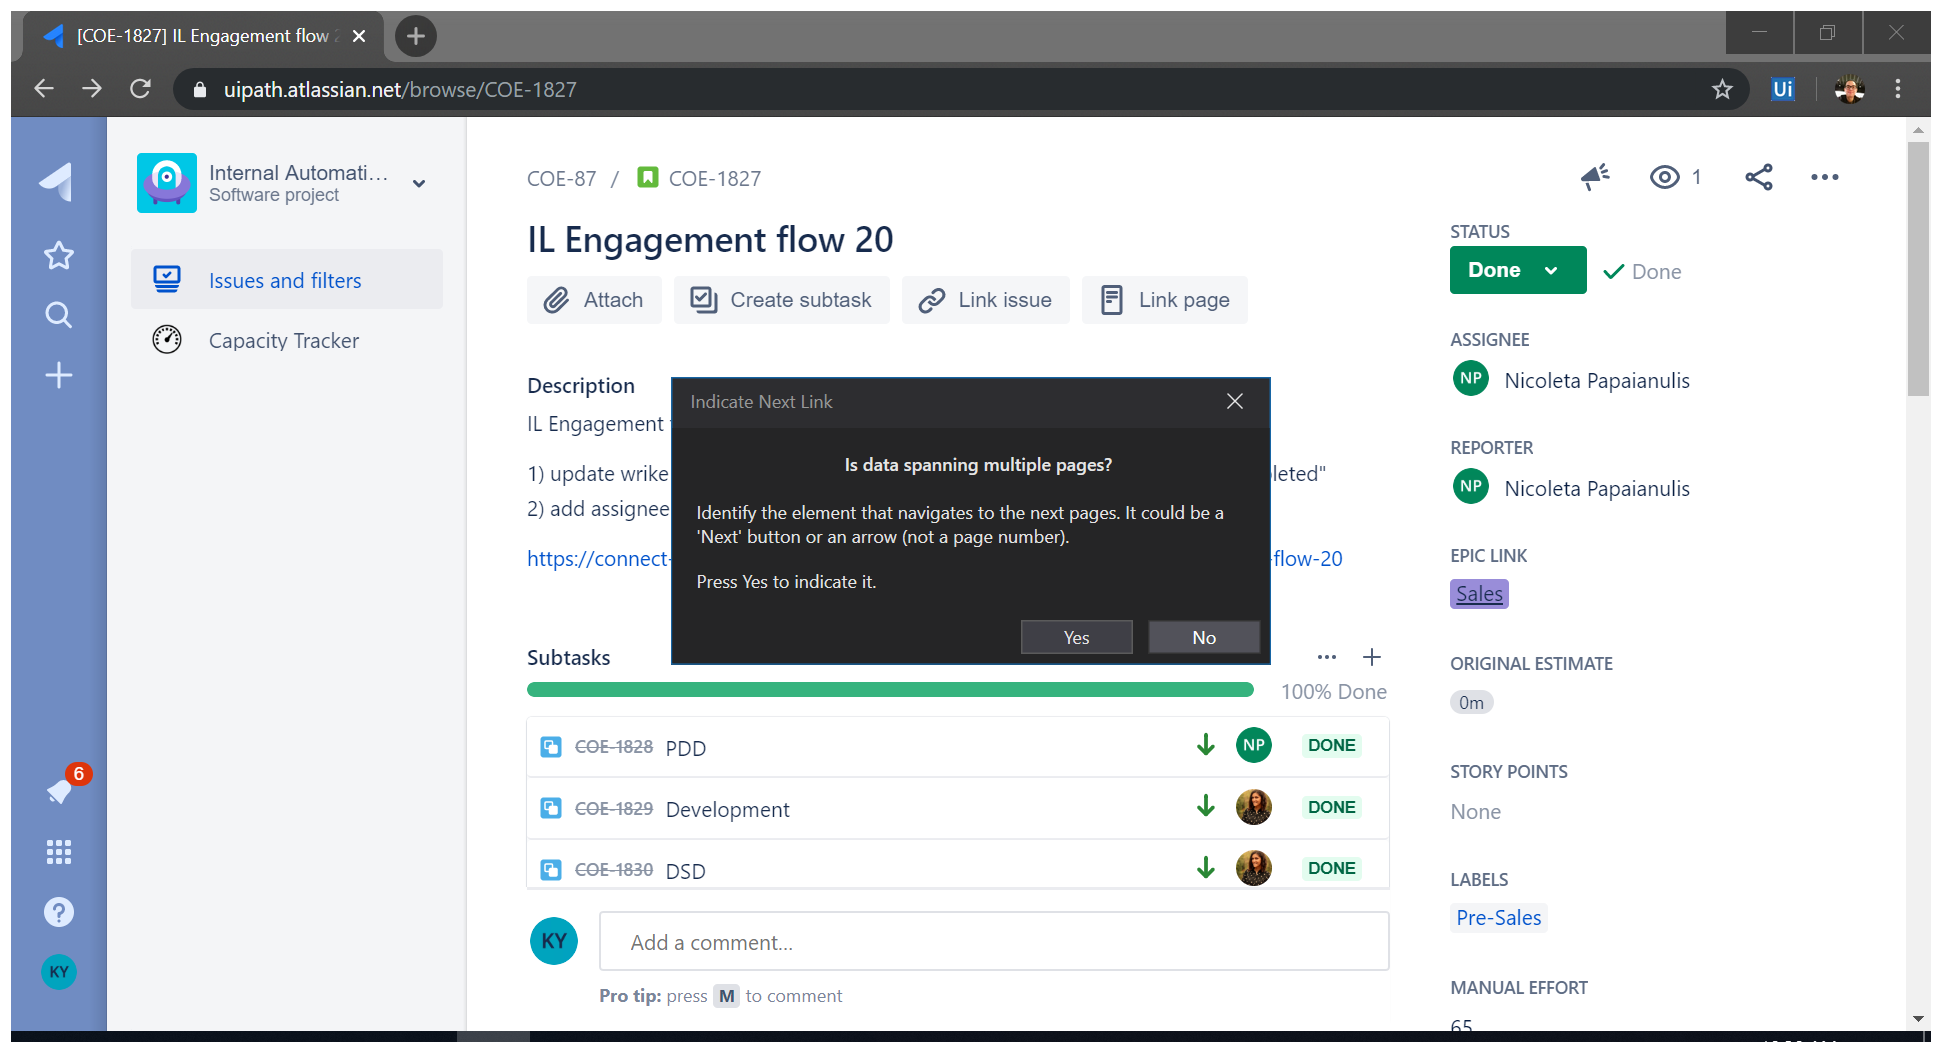 [COE-1827] IL Engagement flow 2
uipath.atlassian.net/browse/COE-1827
Ui
Internal Automati...
Software project
Issues and filters
Capacity Tracker
6
KY
COE-87 / COE-1827
1
IL Engagement flow 20
Attach
Create subtask
Link issue
Link page
Description
IL Engagement
1) update wrike
leted"
2) add assignee
https://connect-
-flow-20
Indicate Next Link
Is data spanning multiple pages?
Identify the element that navigates to the next pages. It could be a
'Next' button or an arrow (not a page number).
Press Yes to indicate it.
Yes
No
Subtasks
100% Done
COE-1828 PDD NP DONE
COE-1829 Development DONE
COE-1830 DSD DONE
KY
Add a comment...
Pro tip: press M to comment
STATUS
Done
Done
ASSIGNEE
NP Nicoleta Papaianulis
REPORTER
NP Nicoleta Papaianulis
EPIC LINK
Sales
ORIGINAL ESTIMATE
0m
STORY POINTS
None
LABELS
Pre-Sales
MANUAL EFFORT
65